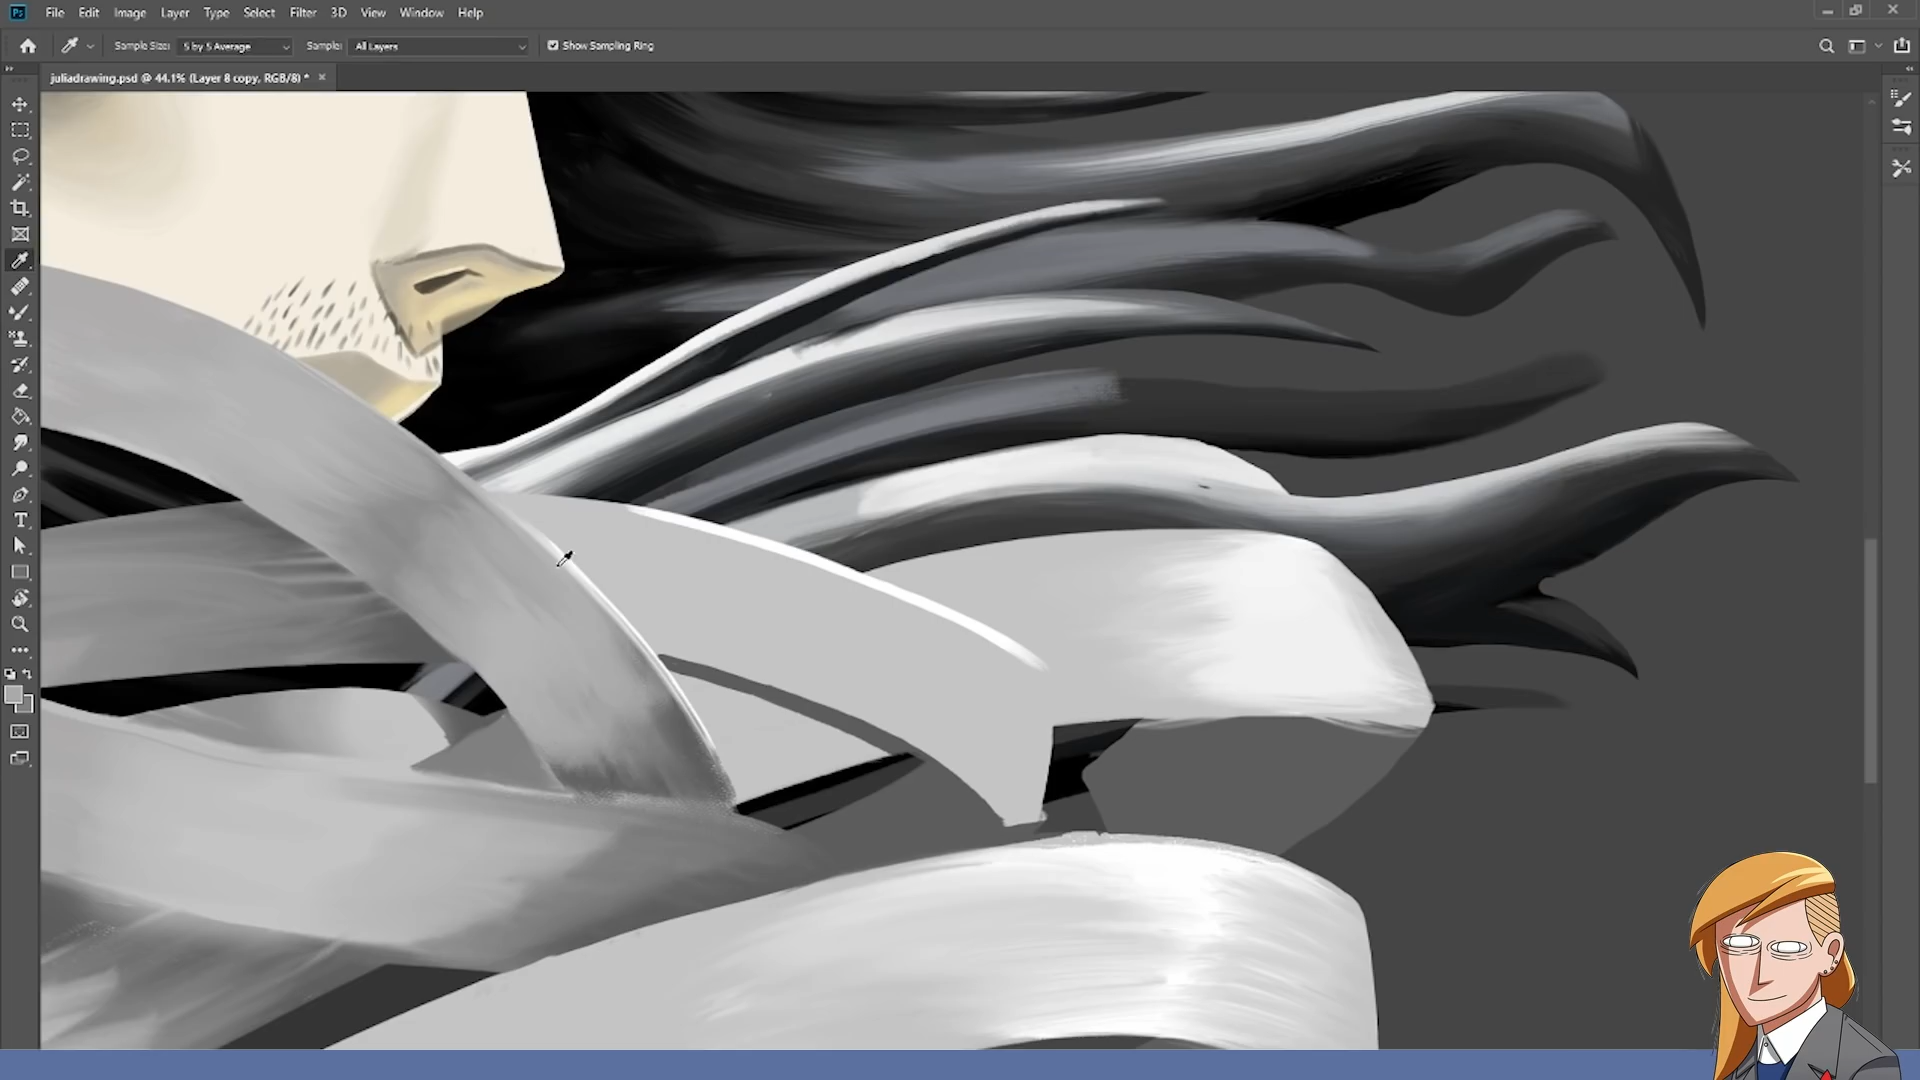 Ps File Edit Image Layer Type Select Filter 3D View Window Help
Sample Size: 5 by 5 Average Sample: All Layers Show Sampling Ring
juliadrawing.psd @ 44.1% (Layer 8 copy, RGB/8) *